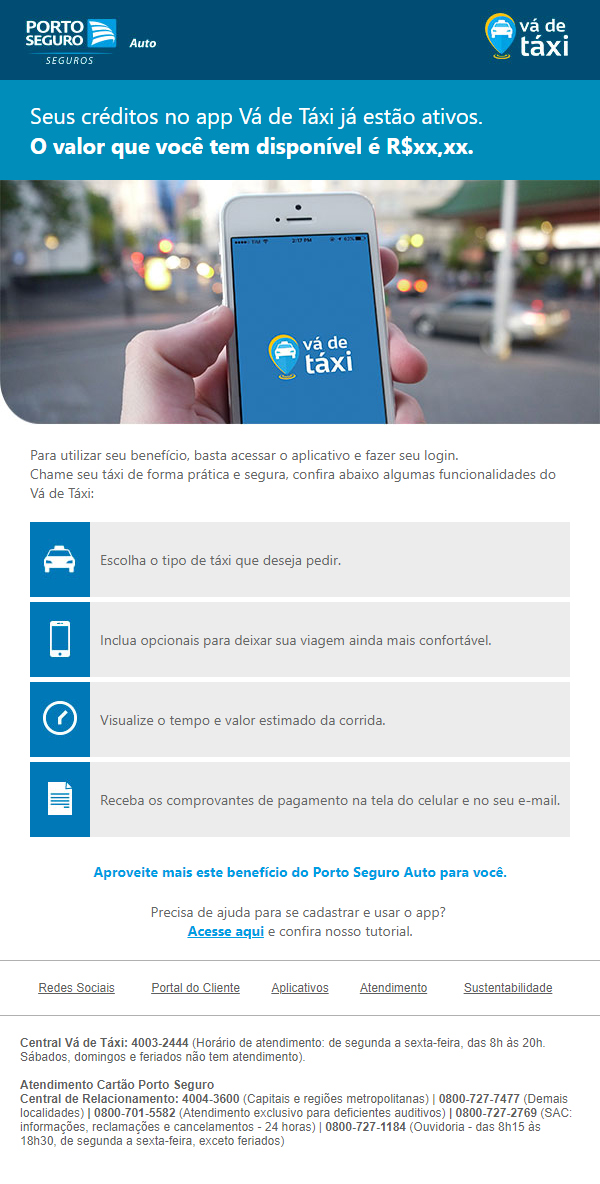 PORTO
SEGURO
SEGUROS
Auto
vá de
táxi
Seus créditos no app Vá de Táxi já estão ativos.
O valor que você tem disponível é R$xx,xx.
TIM 2:17 PM 63%
vá de
táxi
Para utilizar seu benefício, basta acessar o aplicativo e fazer seu login.
Chame seu táxi de forma prática e segura, confira abaixo algumas funcionalidades do
Vá de Táxi:
Escolha o tipo de táxi que deseja pedir.
Inclua opcionais para deixar sua viagem ainda mais confortável.
Visualize o tempo e valor estimado da corrida.
Receba os comprovantes de pagamento na tela do celular e no seu e-mail.
Aproveite mais este benefício do Porto Seguro Auto para você.
Precisa de ajuda para se cadastrar e usar o app?
Acesse aqui e confira nosso tutorial.
Redes Sociais Portal do Cliente Aplicativos Atendimento Sustentabilidade
Central Vá de Táxi: 4003-2444 (Horário de atendimento: de segunda a sexta-feira, das 8h às 20h.
Sábados, domingos e feriados não tem atendimento).
Atendimento Cartão Porto Seguro
Central de Relacionamento: 4004-3600 (Capitais e regiões metropolitanas) | 0800-727-7477 (Demais
localidades) | 0800-701-5582 (Atendimento exclusivo para deficientes auditivos) | 0800-727-2769 (SAC:
informações, reclamações e cancelamentos - 24 horas) | 0800-727-1184 (Ouvidoria - das 8h15 às
18h30, de segunda a sexta-feira, exceto feriados)